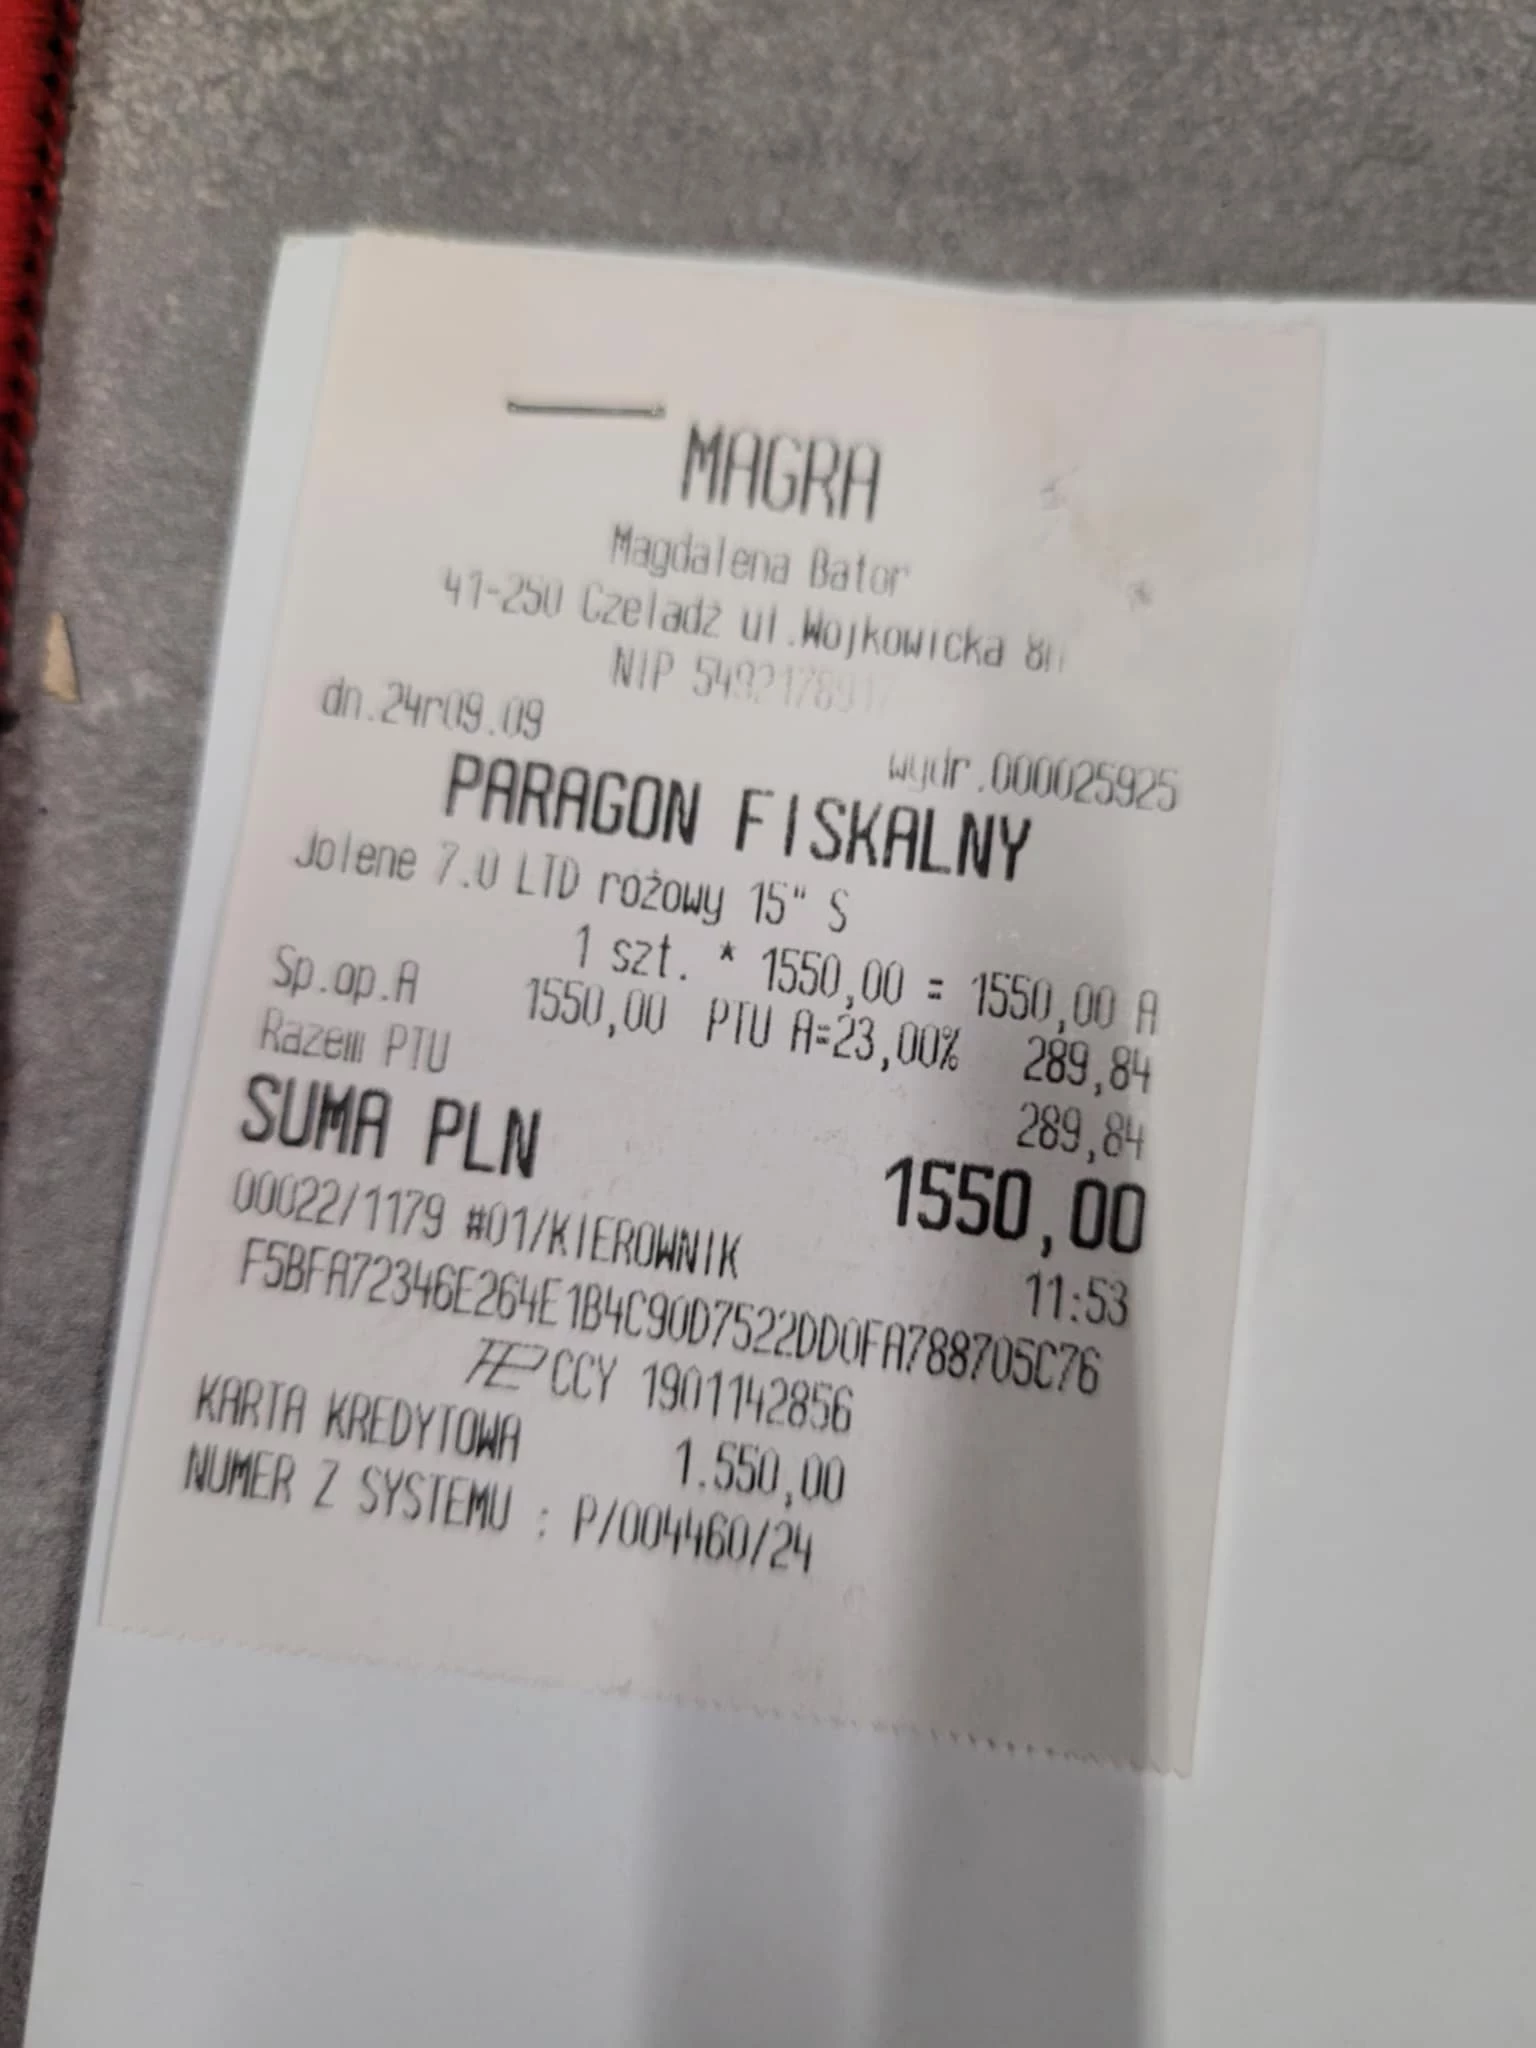 MAGRA
Magdalena Bator
41-250 Czeladź ul.Wojkowicka
NIP
dn.24r09.09
wydr.000025925
PARAGON FISKALNY
Jolene 7.0 LTD różowy 15" S
1 szt. * 1550,00 = 1550,00 A
Sp.op.A 1550,00 PTU A=23,00% 289,84
Razem PTU 289,84
SUMA PLN 1550,00
00022/1179 #01/KIEROWNIK 11:53
F5BFA72346E264E1B4C90D7522DD0FA788705C76
CCY 1901142856
KARTA KREDYTOWA 1.550,00
NUMER Z SYSTEMU : P/004460/24